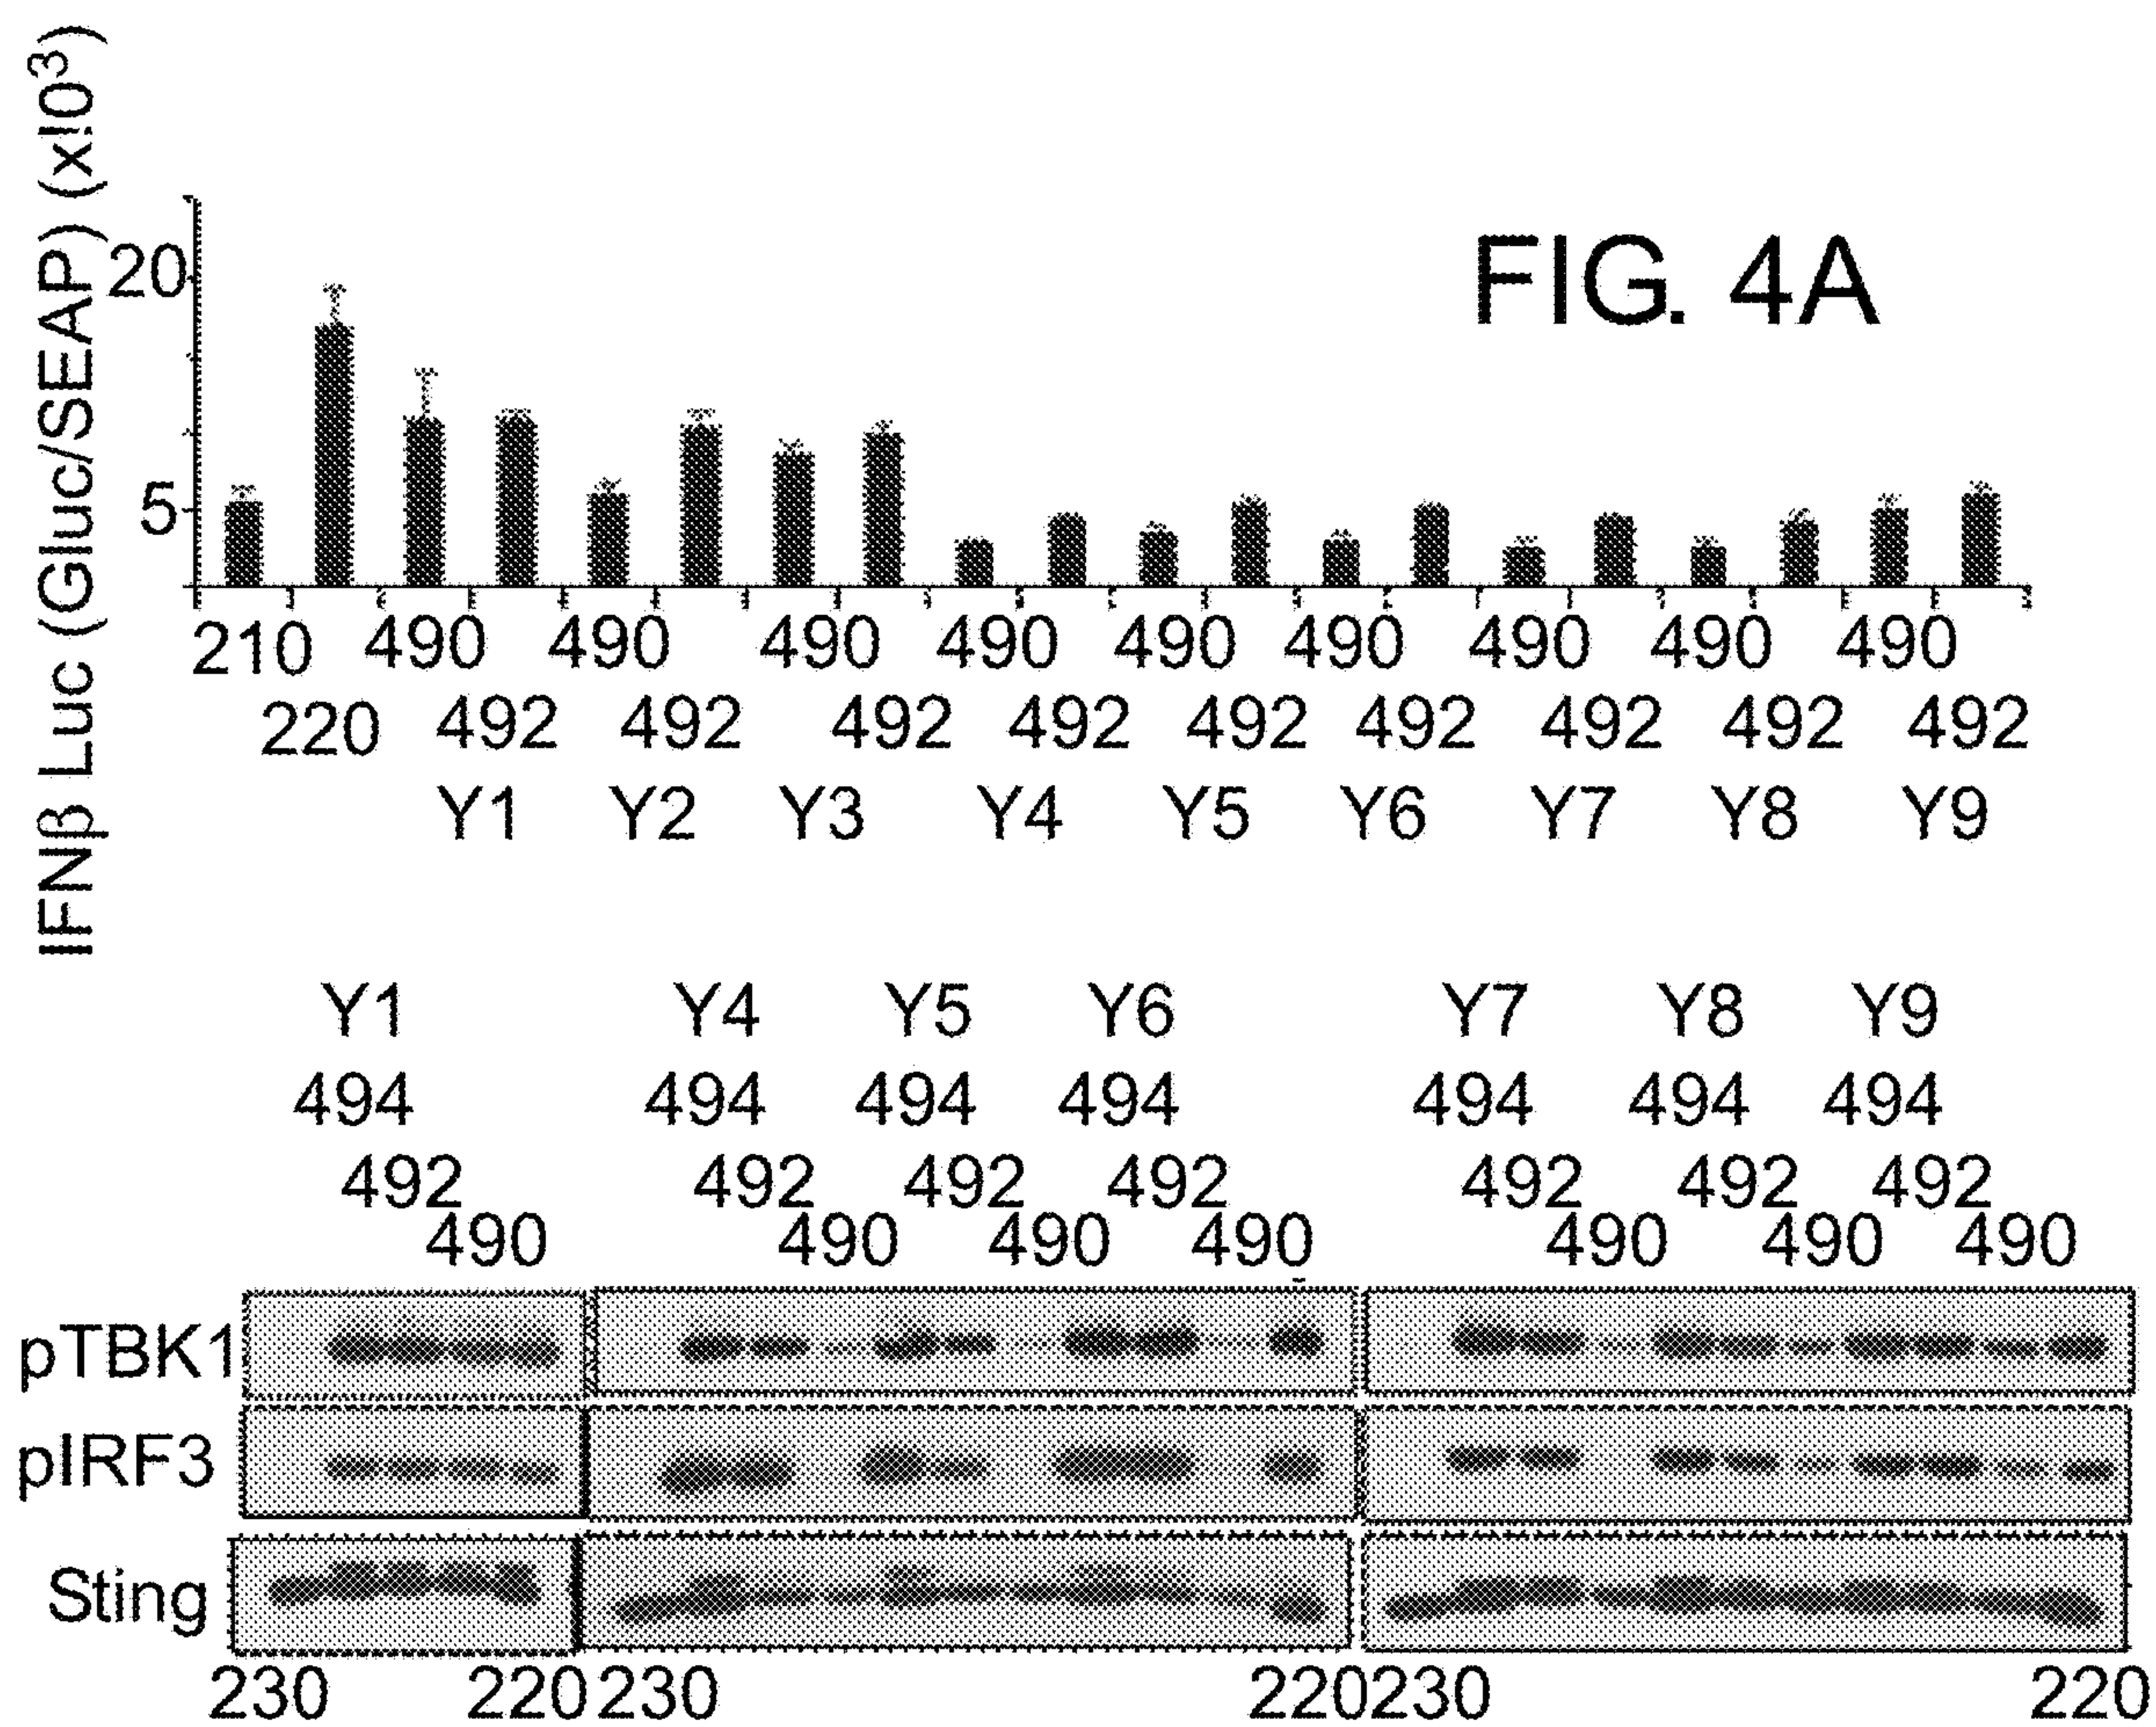 IFNβ Luc (Gluc/SEAP) (xI0³)
20
5
FIG. 4A
210 490 490 490 490 490 490 490 490 490
220 492 492 492 492 492 492 492 492 492
Y1 Y2 Y3 Y4 Y5 Y6 Y7 Y8 Y9
Y1 Y4 Y5 Y6 Y7 Y8 Y9
494 494 494 494 494 494 494
492 492 492 492 492 492 492
490 490 490 490 490 490 490
pTBK1
pIRF3
Sting
230 220 230 220 230 220